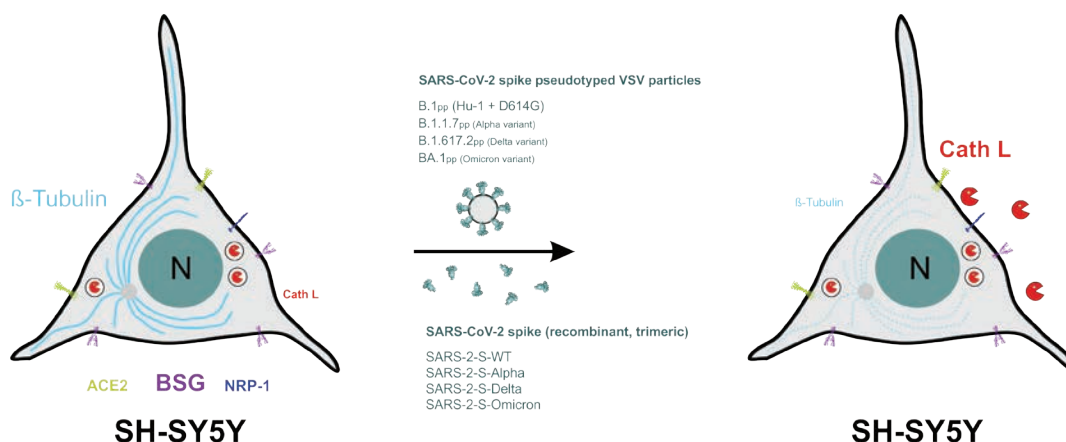 ß-Tubulin
N
Cath L
ACE2 BSG NRP-1
SH-SY5Y
SARS-CoV-2 spike pseudotyped VSV particles
B.1pp (Hu-1 + D614G)
B.1.1.7pp (Alpha variant)
B.1.617.2pp (Delta variant)
BA.1pp (Omicron variant)
SARS-CoV-2 spike (recombinant, trimeric)
SARS-2-S-WT
SARS-2-S-Alpha
SARS-2-S-Delta
SARS-2-S-Omicron
Cath L
ß-Tubulin
N
SH-SY5Y